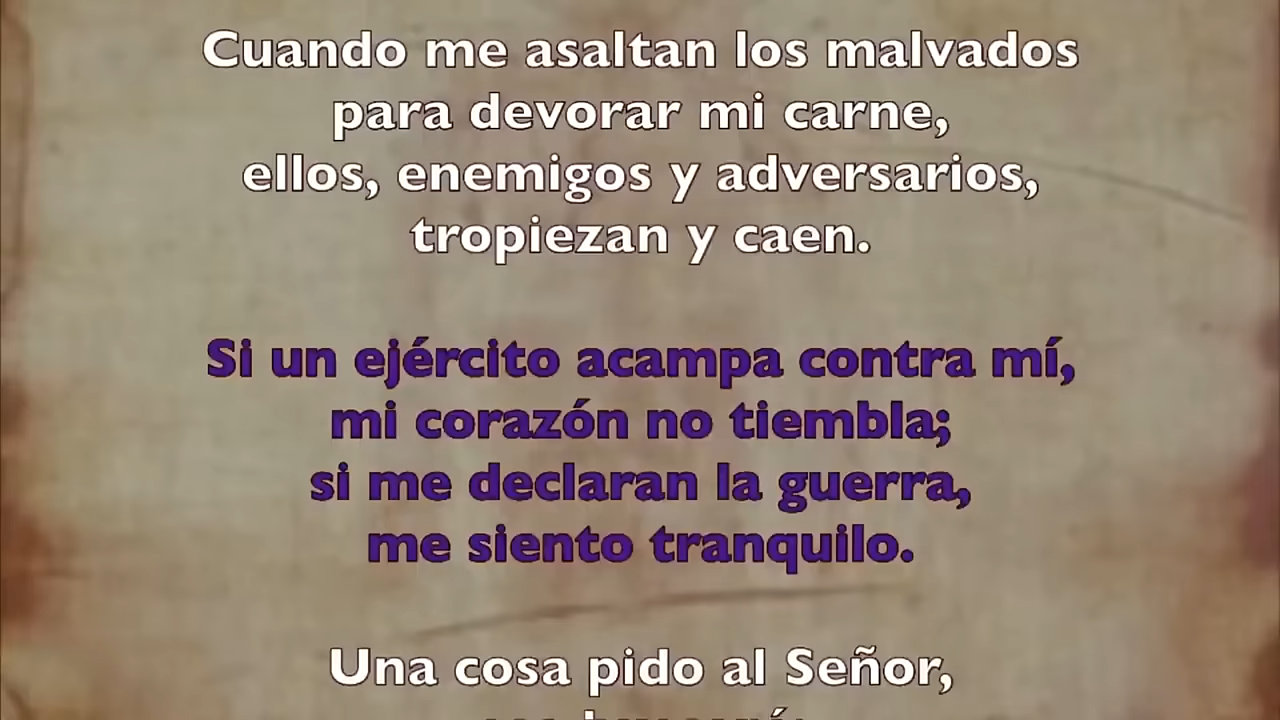 Cuando me asaltan los malvados
para devorar mi carne,
ellos, enemigos y adversarios,
tropiezan y caen.
Si un ejército acampa contra mí,
mi corazón no tiembla;
si me declaran la guerra,
me siento tranquilo.
Una cosa pido al Señor,